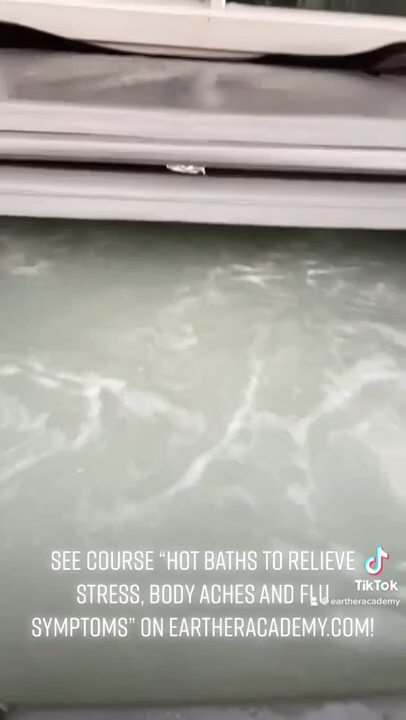 SEE COURSE “HOT BATHS TO RELIEVE
STRESS, BODY ACHES AND FLU
SYMPTOMS” ON EARTHERACADEMY.COM!
TikTok
@eartheracademy